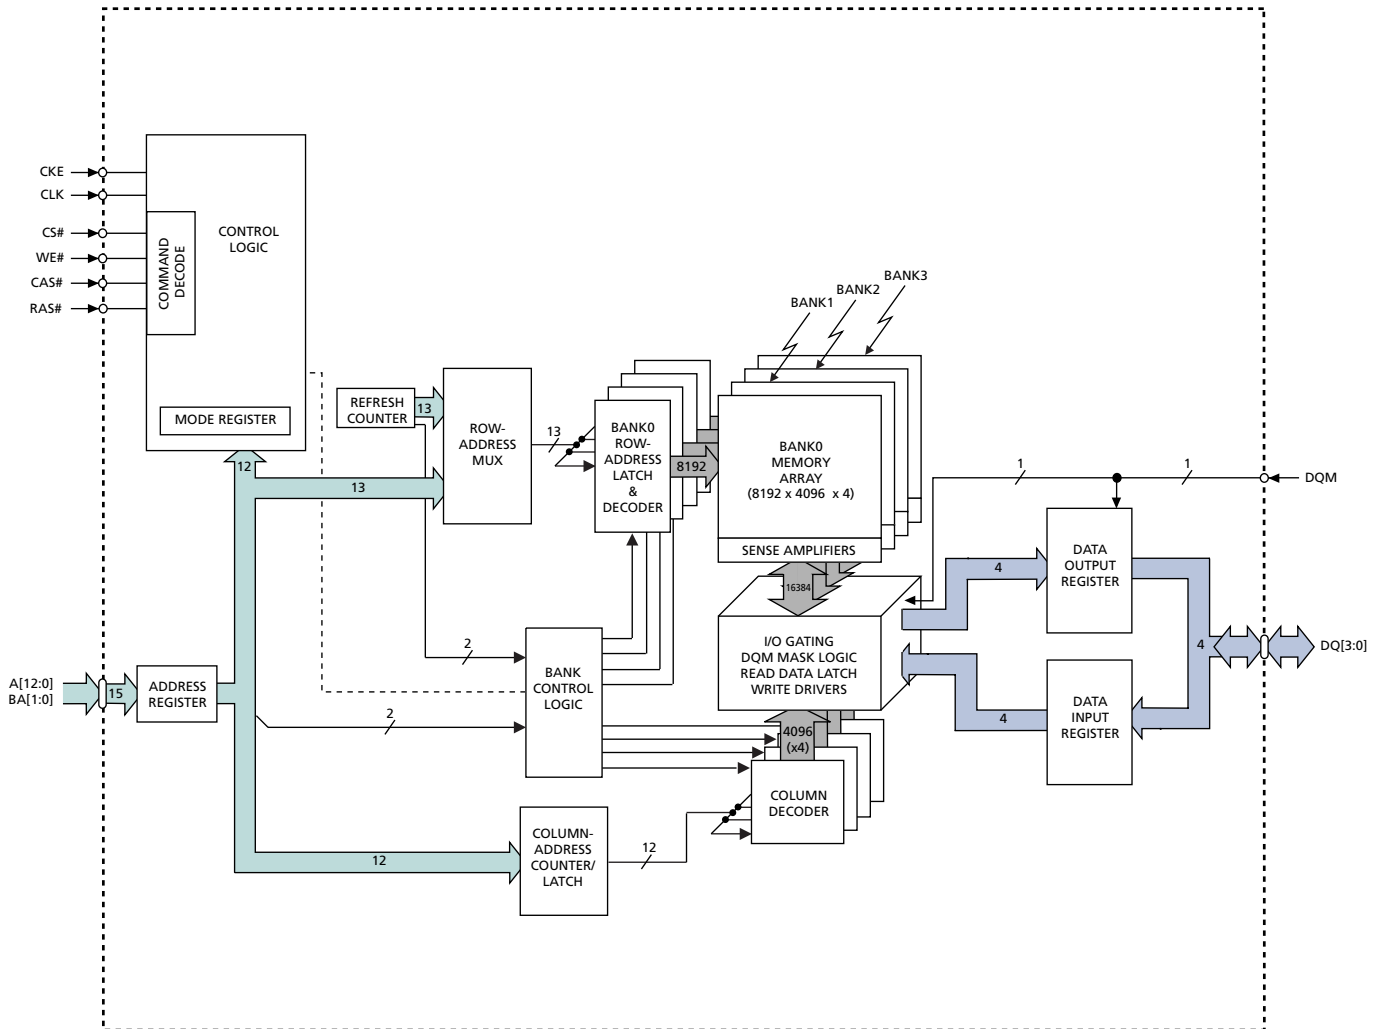 CKE
CLK
CS#
WE#
CAS#
RAS#
COMMAND
DECODE
CONTROL
LOGIC
MODE REGISTER
12
REFRESH
COUNTER
13
13
ROW-
ADDRESS
MUX
13
BANK0
ROW-
ADDRESS
LATCH
&
DECODER
8192
BANK1
BANK2
BANK3
BANK0
MEMORY
ARRAY
(8192 x 4096 x 4)
SENSE AMPLIFIERS
16384
I/O GATING
DQM MASK LOGIC
READ DATA LATCH
WRITE DRIVERS
1
1
DQM
DATA
OUTPUT
REGISTER
4
4
DQ[3:0]
DATA
INPUT
REGISTER
4
A[12:0]
BA[1:0]
15
ADDRESS
REGISTER
2
2
BANK
CONTROL
LOGIC
4096
(x4)
COLUMN
DECODER
12
COLUMN-
ADDRESS
COUNTER/
LATCH
12